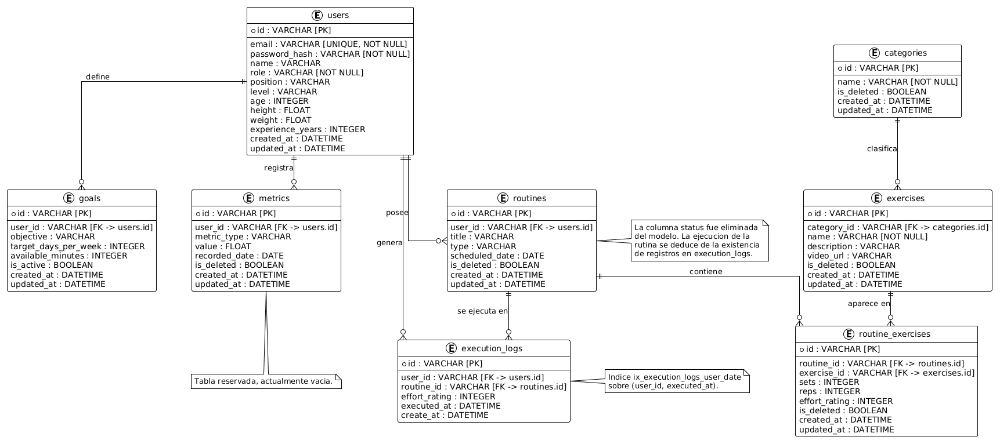 E users
id : VARCHAR [PK]
email : VARCHAR [UNIQUE, NOT NULL]
password_hash : VARCHAR [NOT NULL]
name : VARCHAR
role : VARCHAR [NOT NULL]
position : VARCHAR
level : VARCHAR
age : INTEGER
height : FLOAT
weight : FLOAT
experience_years : INTEGER
created_at : DATETIME
updated_at : DATETIME
E categories
id : VARCHAR [PK]
name : VARCHAR [NOT NULL]
is_deleted : BOOLEAN
created_at : DATETIME
updated_at : DATETIME
define
registra
posee
genera
clasifica
E goals
id : VARCHAR [PK]
user_id : VARCHAR [FK -> users.id]
objective : VARCHAR
target_days_per_week : INTEGER
available_minutes : INTEGER
is_active : BOOLEAN
created_at : DATETIME
updated_at : DATETIME
E metrics
id : VARCHAR [PK]
user_id : VARCHAR [FK -> users.id]
metric_type : VARCHAR
value : FLOAT
recorded_date : DATE
is_deleted : BOOLEAN
created_at : DATETIME
updated_at : DATETIME
E routines
id : VARCHAR [PK]
user_id : VARCHAR [FK -> users.id]
title : VARCHAR
type : VARCHAR
scheduled_date : DATE
is_deleted : BOOLEAN
created_at : DATETIME
updated_at : DATETIME
La columna status fue eliminada
del modelo. La ejecucion de la
rutina se deduce de la existencia
de registros en execution_logs.
E exercises
id : VARCHAR [PK]
category_id : VARCHAR [FK -> categories.id]
name : VARCHAR [NOT NULL]
description : VARCHAR
video_url : VARCHAR
is_deleted : BOOLEAN
created_at : DATETIME
updated_at : DATETIME
contiene
se ejecuta en
aparece en
Tabla reservada, actualmente vacia.
E execution_logs
id : VARCHAR [PK]
user_id : VARCHAR [FK -> users.id]
routine_id : VARCHAR [FK -> routines.id]
effort_rating : INTEGER
executed_at : DATETIME
create_at : DATETIME
Indice ix_execution_logs_user_date
sobre (user_id, executed_at).
E routine_exercises
id : VARCHAR [PK]
routine_id : VARCHAR [FK -> routines.id]
exercise_id : VARCHAR [FK -> exercises.id]
sets : INTEGER
reps : INTEGER
effort_rating : INTEGER
is_deleted : BOOLEAN
created_at : DATETIME
updated_at : DATETIME